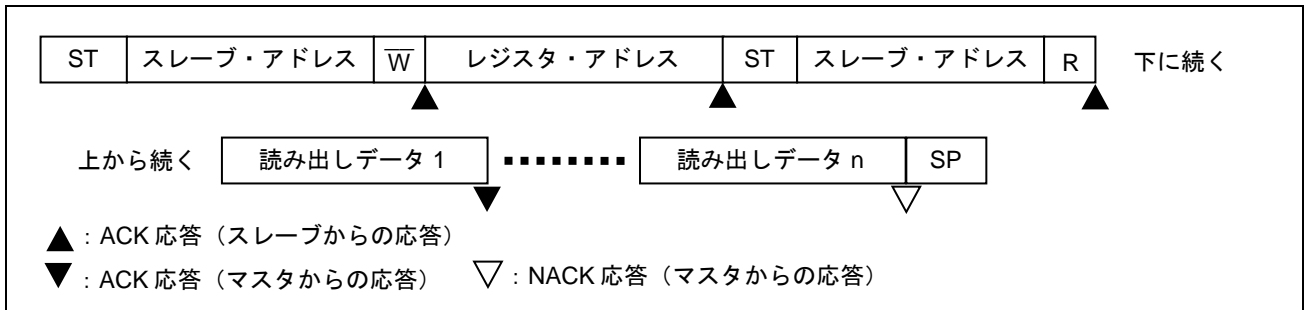 ST スレーブ・アドレス W レジスタ・アドレス ST スレーブ・アドレス R 下に続く
上から続く 読み出しデータ 1 ▪▪▪▪▪▪▪▪ 読み出しデータ n SP
▲ : ACK 応答（スレーブからの応答）
▼ : ACK 応答（マスタからの応答） ▽ : NACK 応答（マスタからの応答）